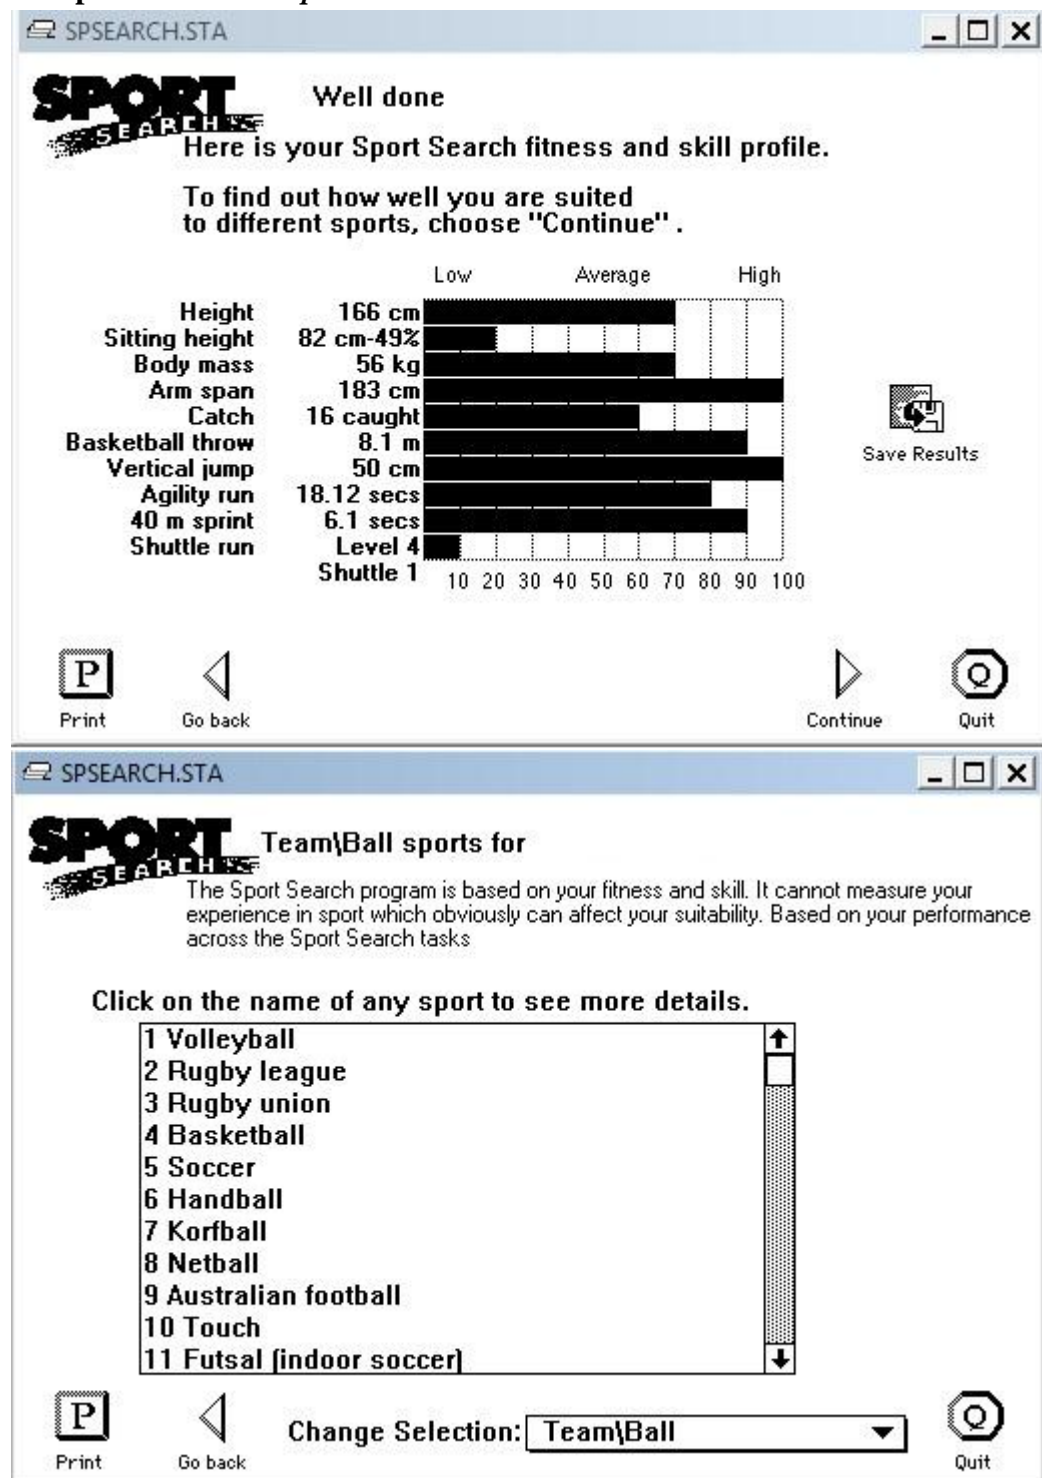 SPSEARCH.STA
SPORT
SEARCH
Well done
Here is your Sport Search fitness and skill profile.
To find out how well you are suited
to different sports, choose "Continue" .
Low Average High
Height 166 cm
Sitting height 82 cm-49%
Body mass 56 kg
Arm span 183 cm
Catch 16 caught
Basketball throw 8.1 m
Vertical jump 50 cm
Agility run 18.12 secs
40 m sprint 6.1 secs
Shuttle run Level 4
Shuttle 1
10 20 30 40 50 60 70 80 90 100
Save Results
P
Q
Print Go back Continue Quit
SPSEARCH.STA
SPORT
SEARCH
Team\Ball sports for
The Sport Search program is based on your fitness and skill. It cannot measure your
experience in sport which obviously can affect your suitability. Based on your performance
across the Sport Search tasks
Click on the name of any sport to see more details.
1 Volleyball
2 Rugby league
3 Rugby union
4 Basketball
5 Soccer
6 Handball
7 Korfball
8 Netball
9 Australian football
10 Touch
11 Futsal (indoor soccer)
P
Change Selection: Team\Ball
Q
Print Go back Quit